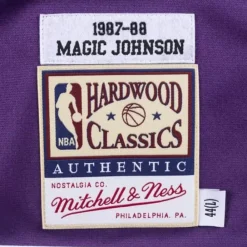 1987-88
MAGIC JOHNSON
HARDWOOD
NBA
CLASSICS
AUTHENTIC
NOSTALGIA CO.
Mitchell & Ness
PHILADELPHIA, PA.
44(L)